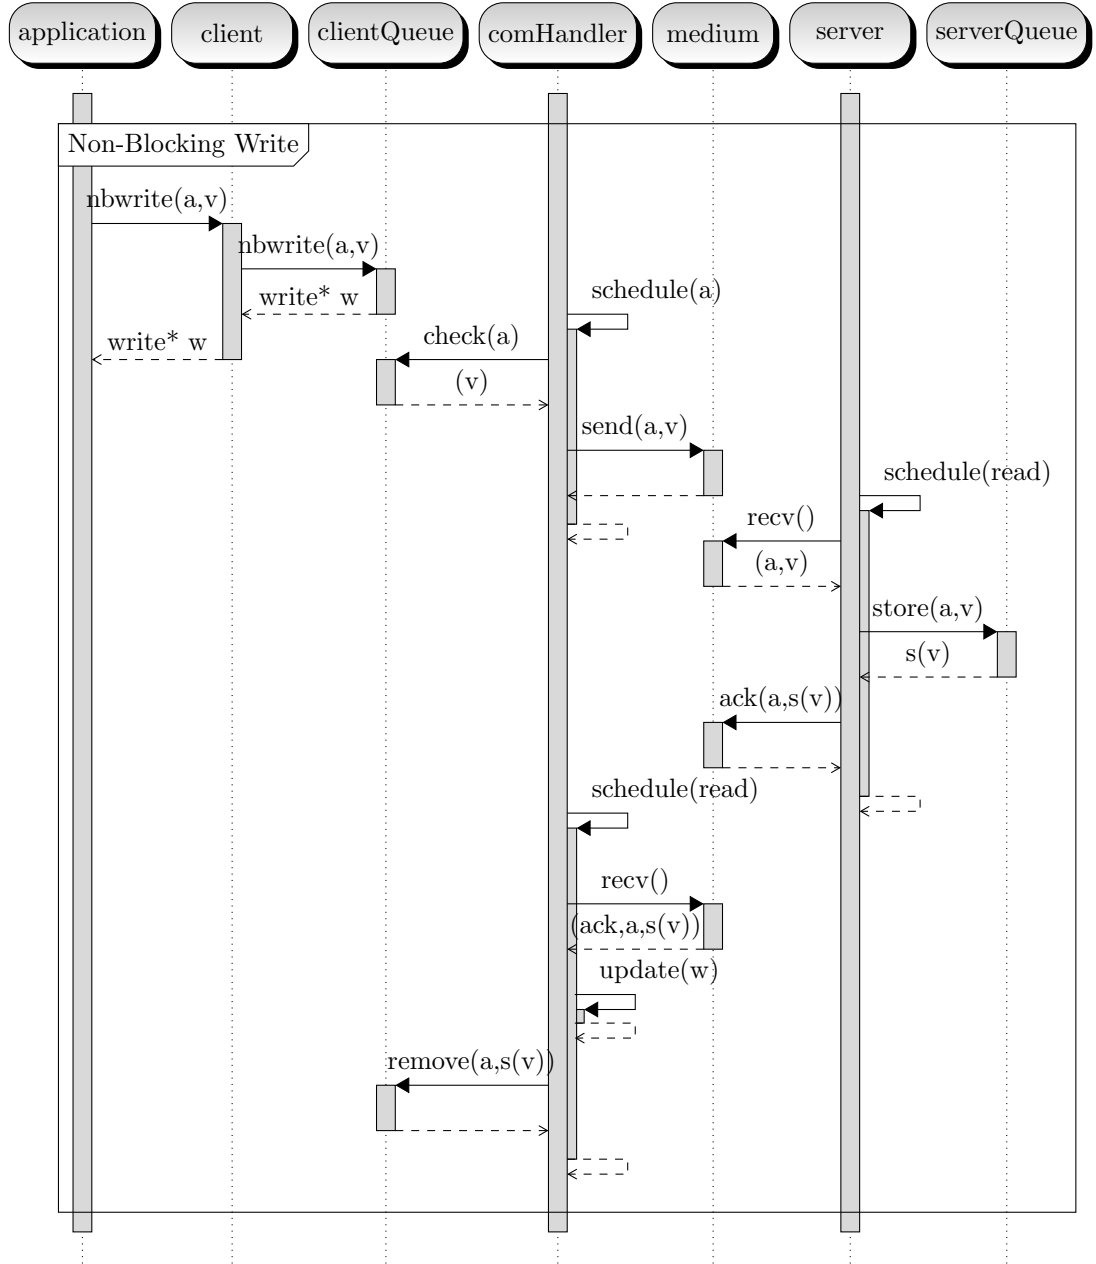 application
client
clientQueue
comHandler
medium
server
serverQueue
Non-Blocking Write
nbwrite(a,v)
nbwrite(a,v)
schedule(a)
write* w
check(a)
write* w
(v)
send(a,v)
schedule(read)
recv()
(a,v)
store(a,v)
s(v)
ack(a,s(v))
schedule(read)
recv()
(ack,a,s(v))
update(w)
remove(a,s(v))